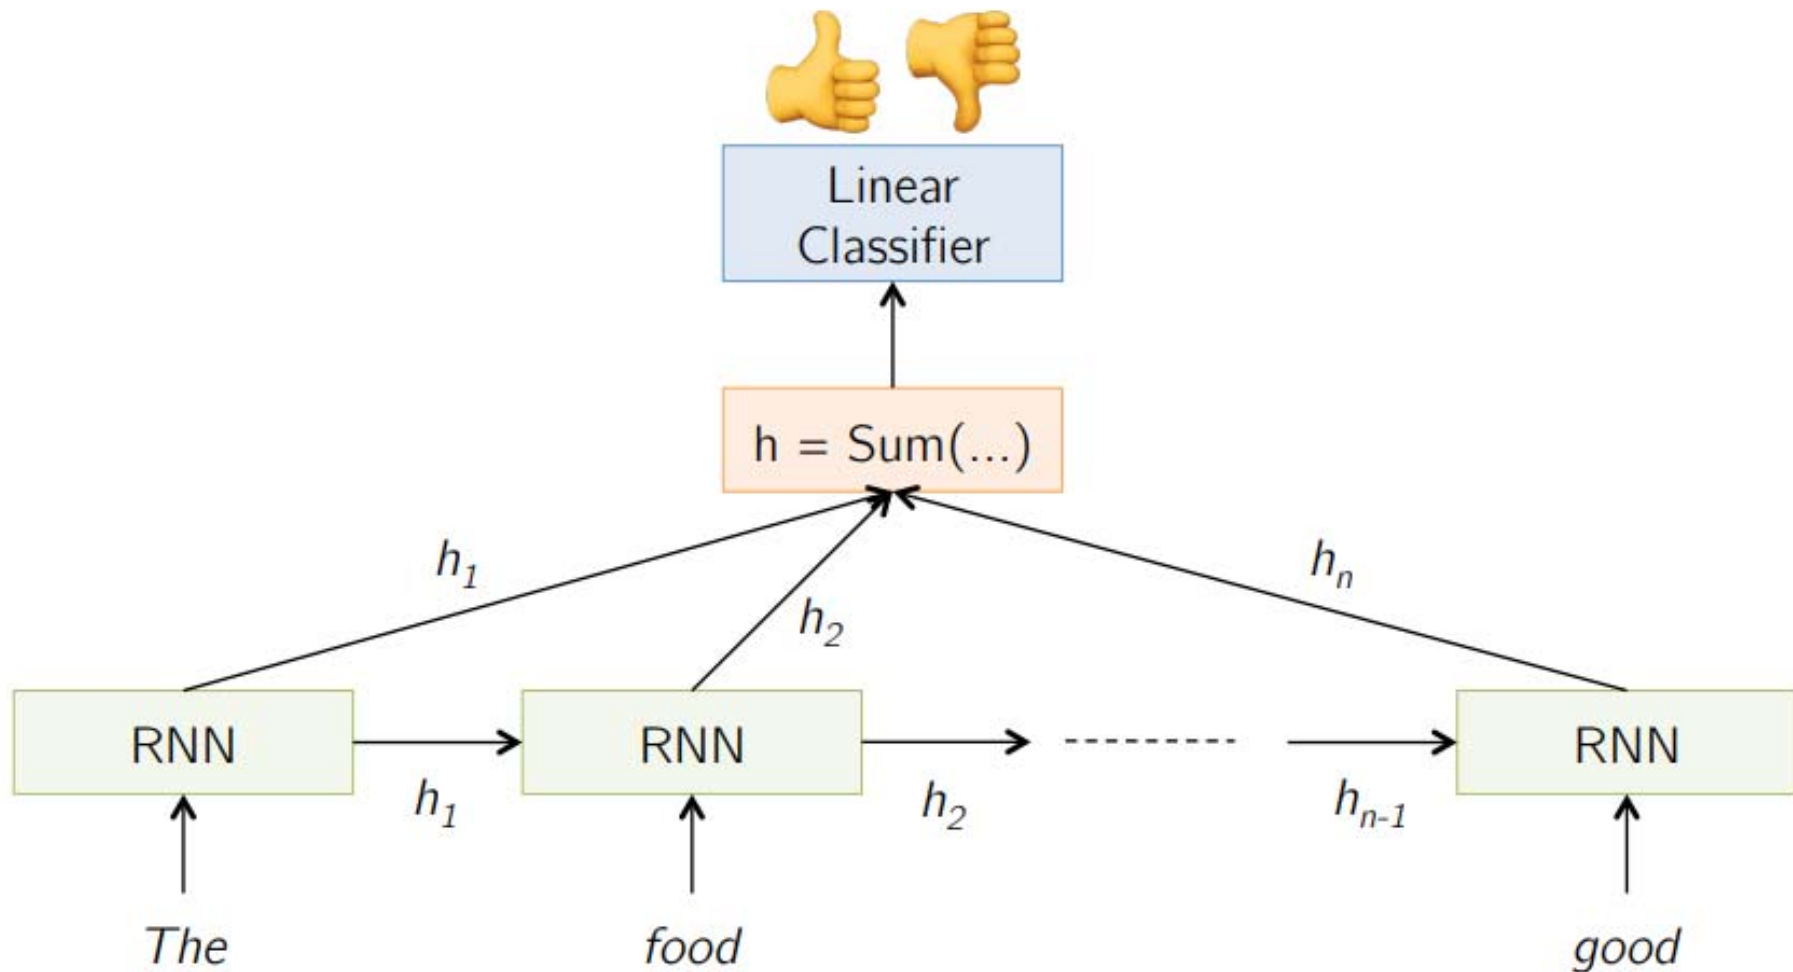 Linear
Classifier
h = Sum(...)
h₁
h₂
hₙ
RNN
RNN
RNN
h₁
h₂
hₙ₋₁
The
food
good